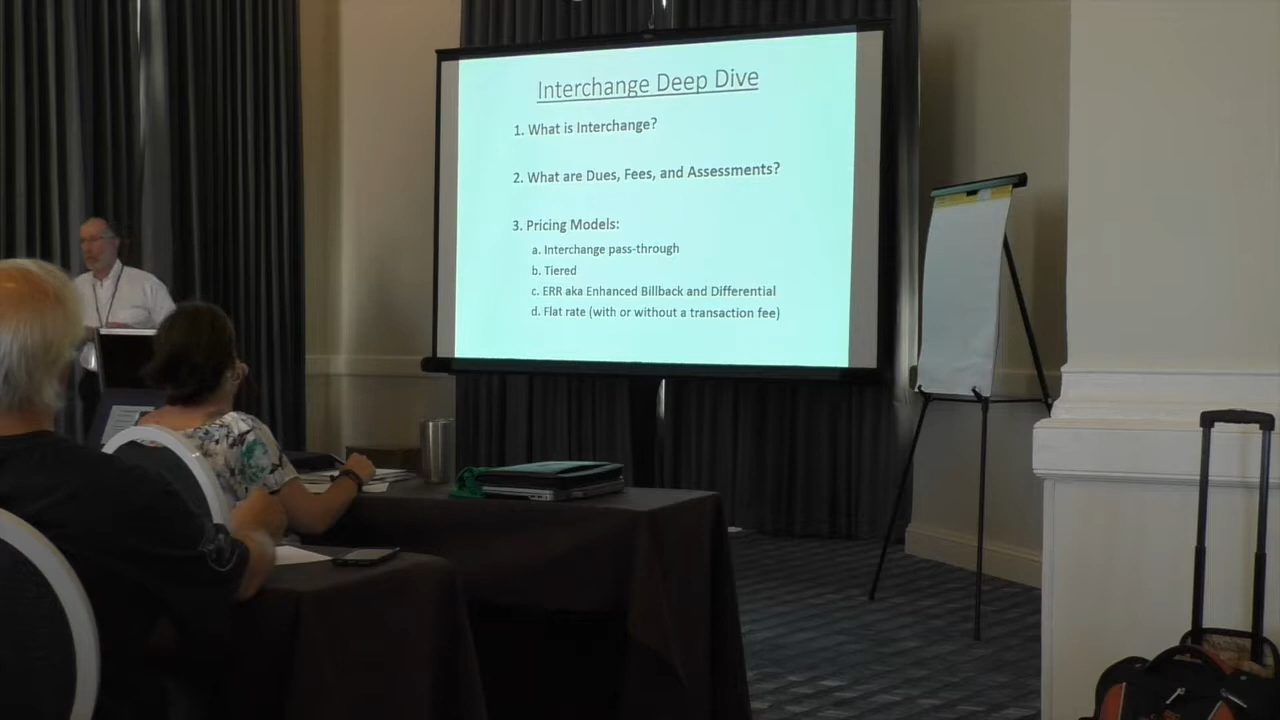 Interchange Deep Dive
1. What is Interchange?
2. What are Dues, Fees, and Assessments?
3. Pricing Models:
a. Interchange pass-through
b. Tiered
c. ERR aka Enhanced Billback and Differential
d. Flat rate (with or without a transaction fee)